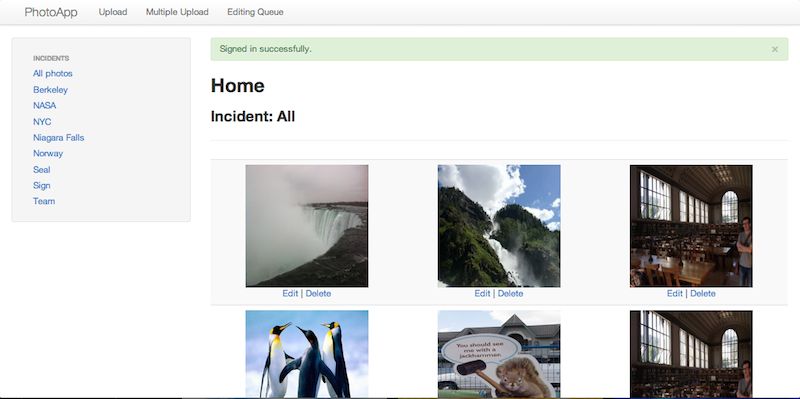 PhotoApp Upload Multiple Upload Editing Queue
INCIDENTS
All photos
Berkeley
NASA
NYC
Niagara Falls
Norway
Seal
Sign
Team
Signed in successfully. ×
Home
Incident: All
Edit | Delete
Edit | Delete
Edit | Delete
You should see
me with a
jackhammer.